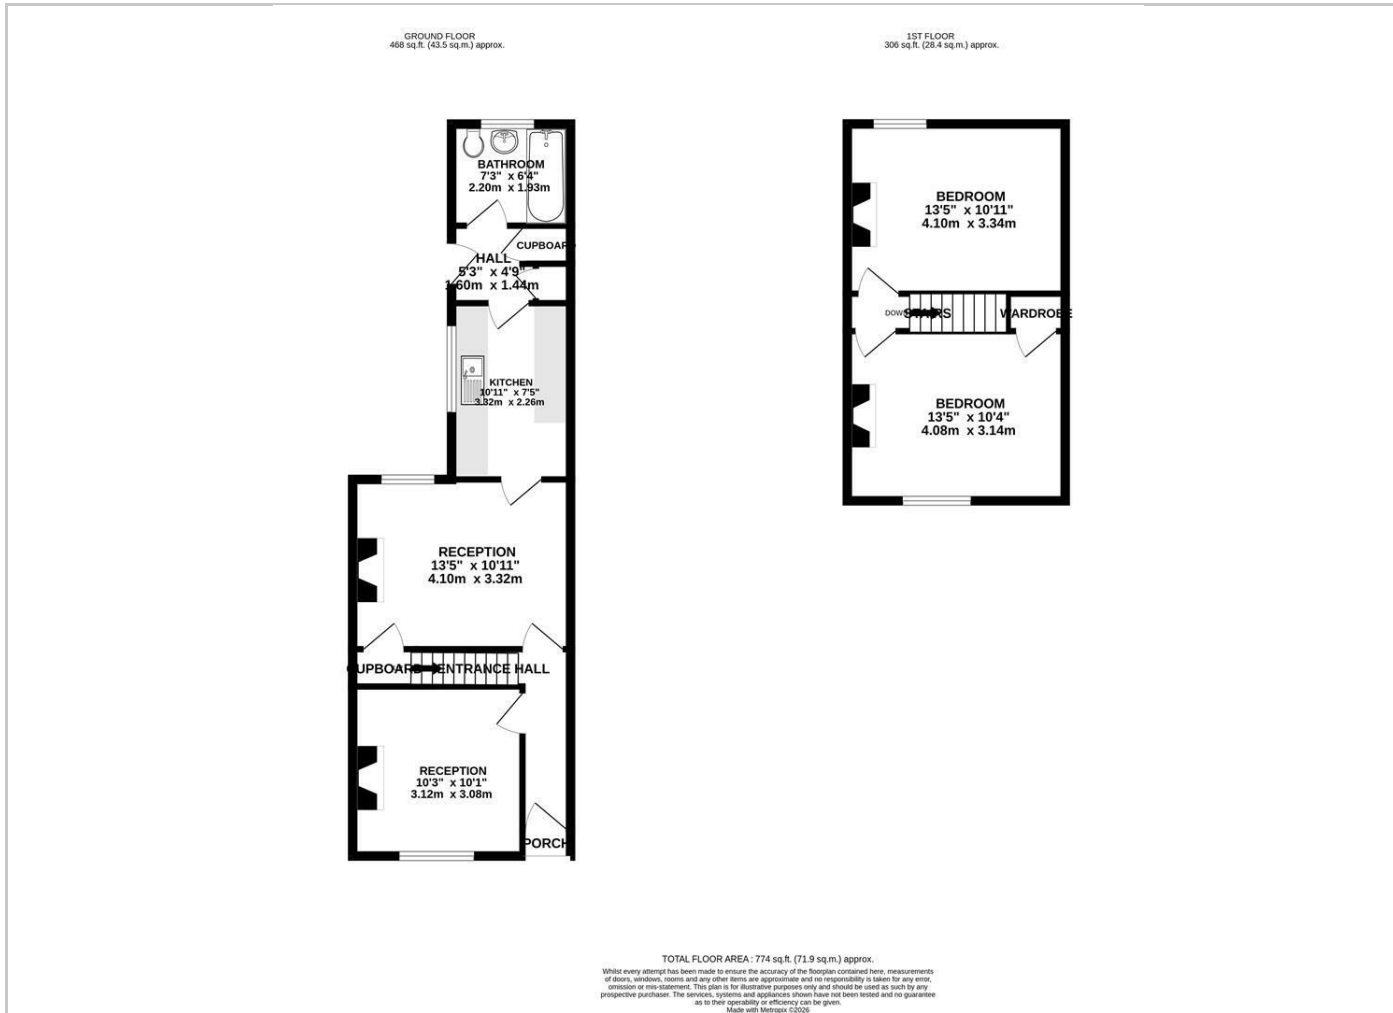 GROUND FLOOR
468 sq.ft. (43.5 sq.m.) approx.
1ST FLOOR
306 sq.ft. (28.4 sq.m.) approx.
BATHROOM
7'3" x 6'4"
2.20m x 1.93m
CUPBOARD
HALL
5'3" x 4'9"
1.60m x 1.44m
KITCHEN
10'11" x 7'5"
3.32m x 2.26m
RECEPTION
13'5" x 10'11"
4.10m x 3.32m
CUPBOARD
ENTRANCE HALL
RECEPTION
10'3" x 10'1"
3.12m x 3.08m
PORCH
BEDROOM
13'5" x 10'11"
4.10m x 3.34m
DOWN
STAIRS
WARDROBE
BEDROOM
13'5" x 10'4"
4.08m x 3.14m
TOTAL FLOOR AREA : 774 sq.ft. (71.9 sq.m.) approx.
Whilst every attempt has been made to ensure the accuracy of the floorplan contained here, measurements
of doors, windows, rooms and any other items are approximate and no responsibility is taken for any error,
omission or mis-statement. This plan is for illustrative purposes only and should be used as such by any
prospective purchaser. The services, systems and appliances shown have not been tested and no guarantee
as to their operability or efficiency can be given.
Made with Metropix ©2026